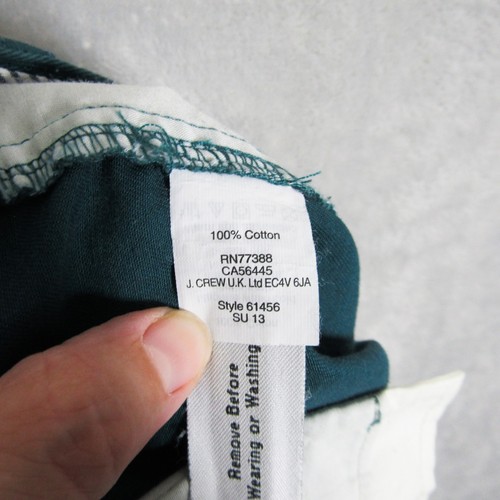 100% Cotton
RN77388
CA56445
J. CREW U.K. Ltd EC4V 6JA
Style 61456
SU 13
Remove Before
Wearing or Washing